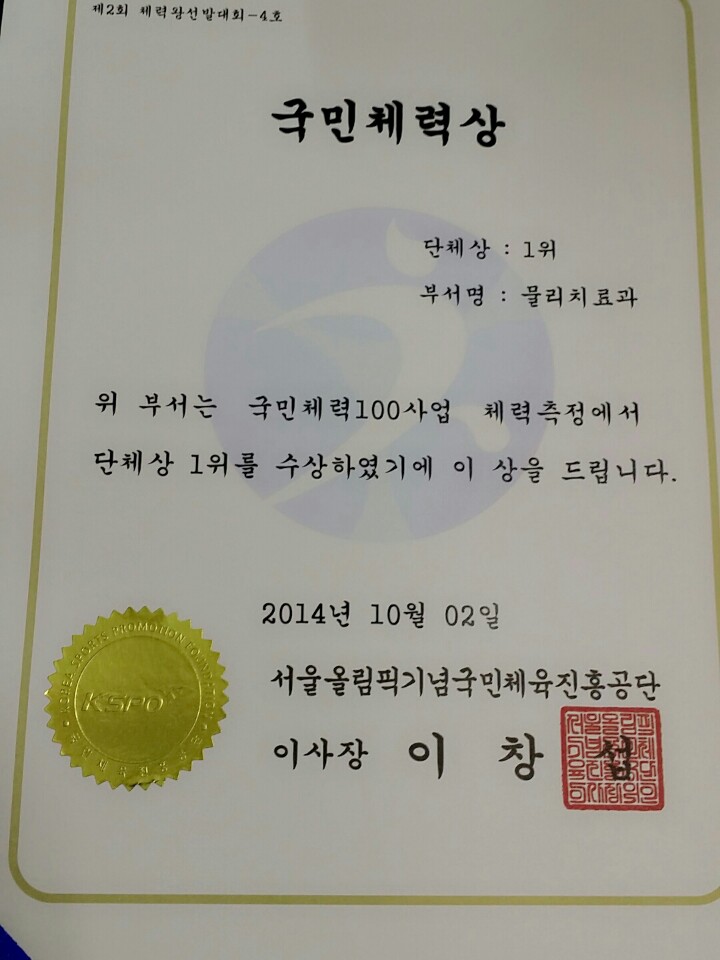 제2회 체력왕선발대회-4호
국민체력상
단체상 : 1위
부서명 : 물리치료과
위 부서는 국민체력100사업 체력측정에서
단체상 1위를 수상하였기에 이 상을 드립니다.
2014년 10월 02일
서울올림픽기념국민체육진흥공단
이사장 이 창 섭
KOREA SPORTS PROMOTION FOUNDATION
KSPO